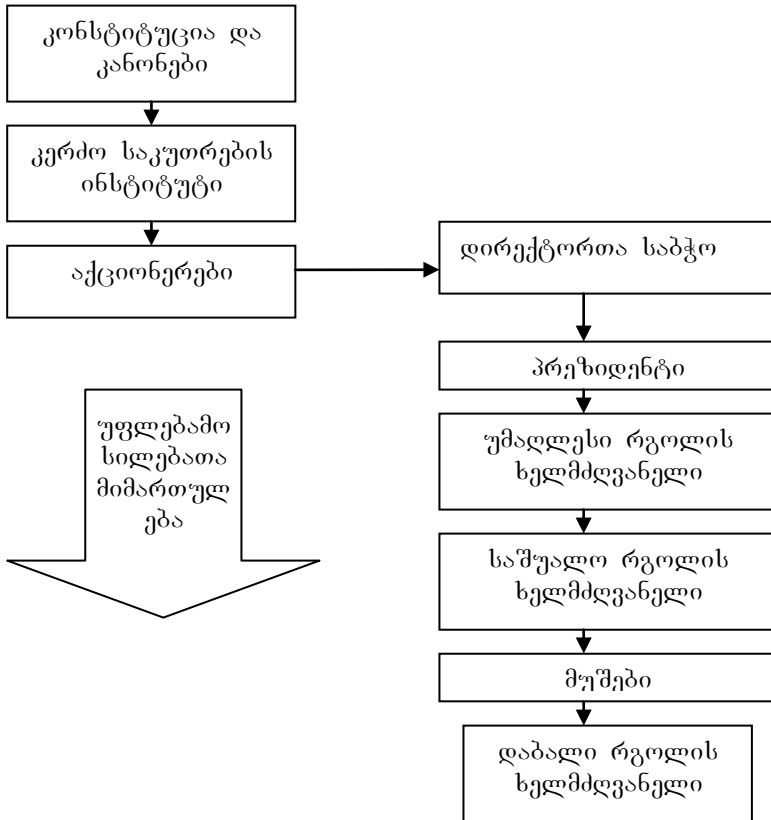 კონსტიტუცია და
კანონები
კერძო საკუთრების
ინსტიტუტი
აქციონერები
დირექტორთა საბჭო
პრეზიდენტი
უმაღლესი რგოლის
ხელმძღვანელი
საშუალო რგოლის
ხელმძღვანელი
მუშები
დაბალი რგოლის
ხელმძღვანელი
უფლებამო
სილებათა
მიმართულ
ება